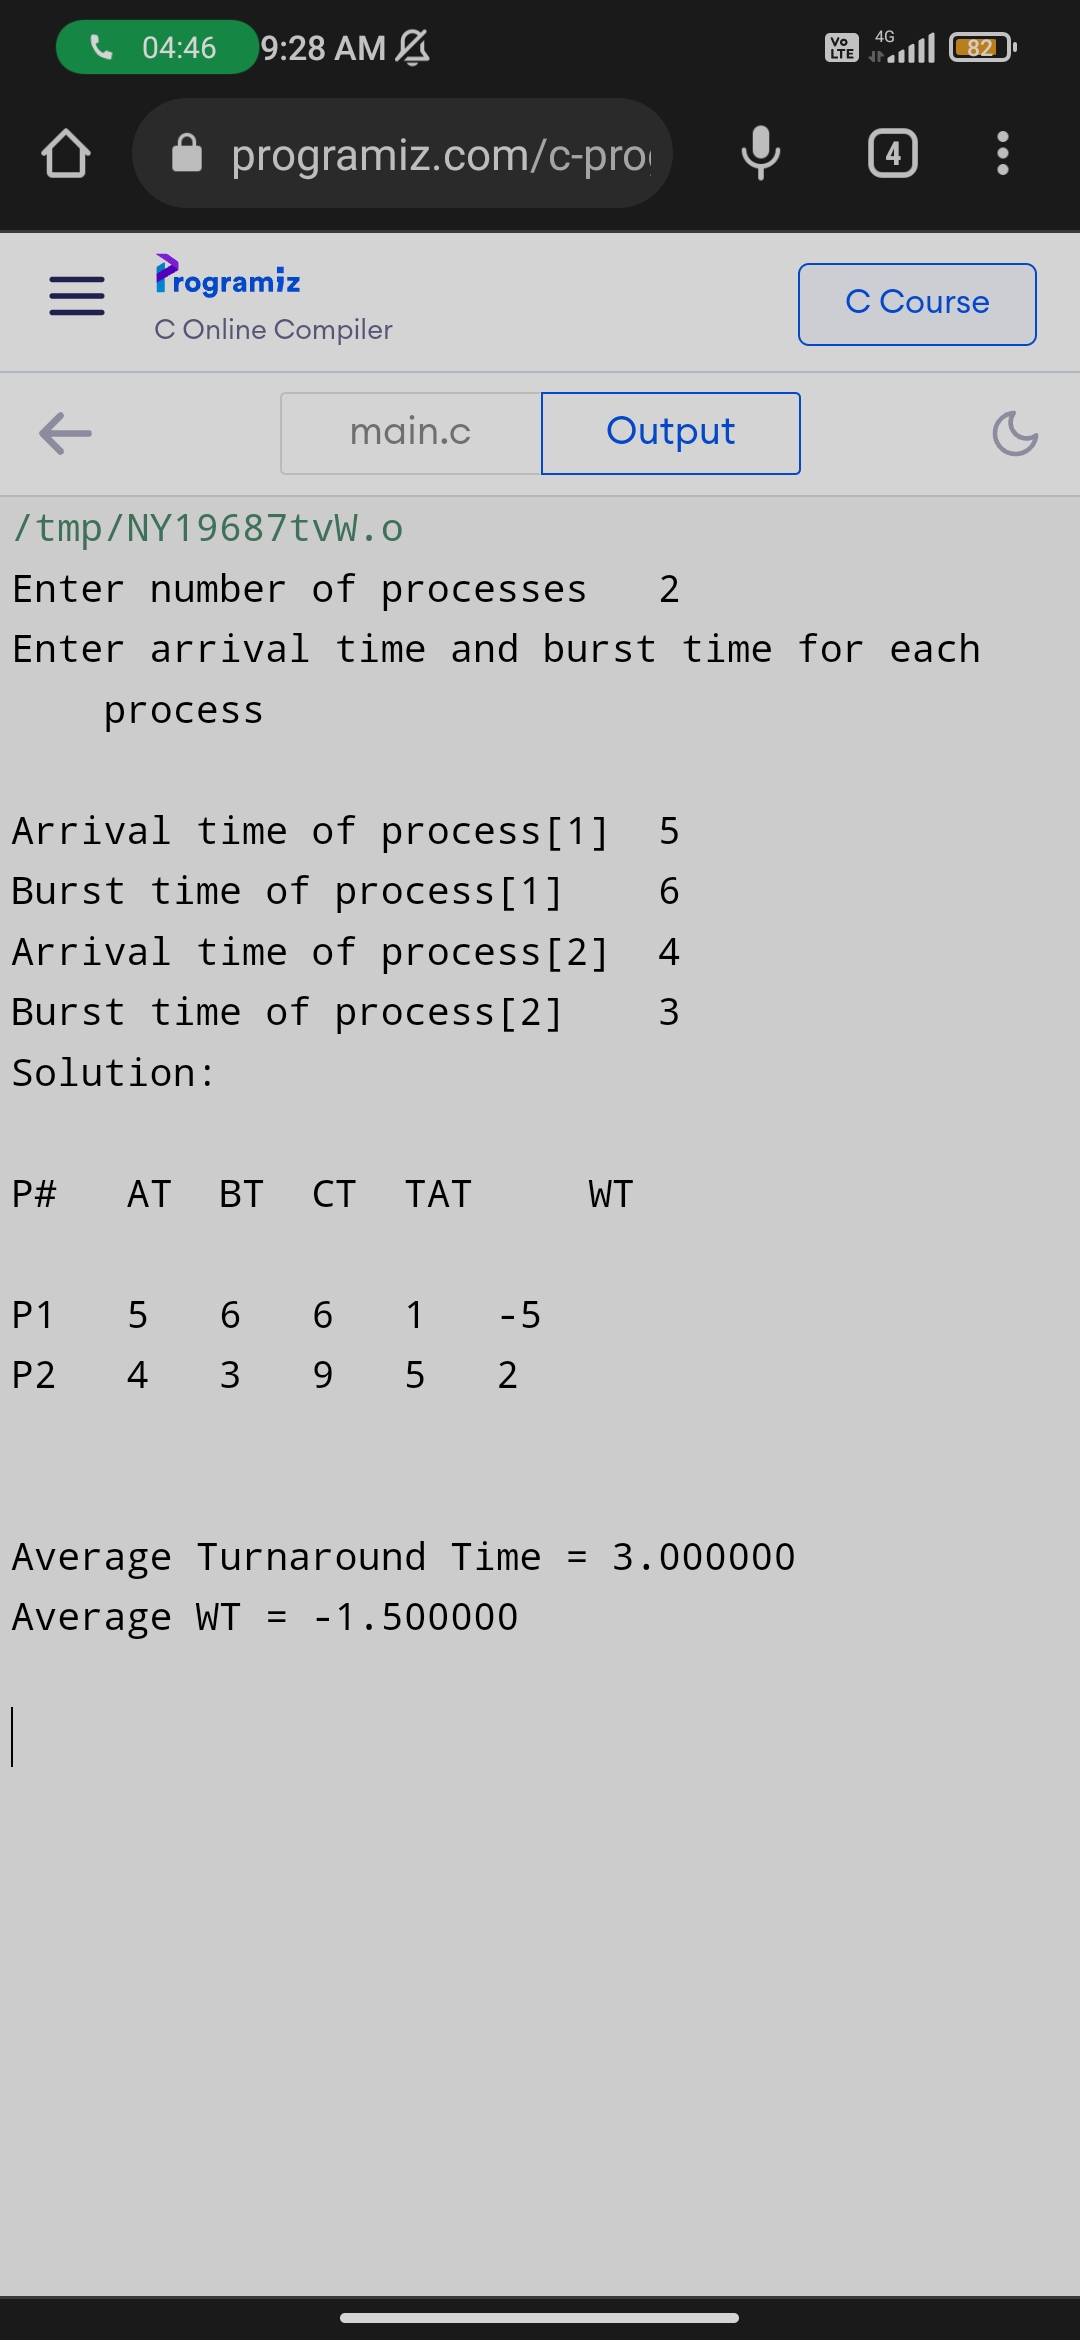 04:46 9:28 AM Vo LTE 4G 82
programiz.com/c-pro
4
Programiz
C Online Compiler
C Course
main.c Output
/tmp/NY19687tvW.o
Enter number of processes 2
Enter arrival time and burst time for each
process
Arrival time of process[1] 5
Burst time of process[1] 6
Arrival time of process[2] 4
Burst time of process[2] 3
Solution:
P# AT BT CT TAT WT
P1 5 6 6 1 -5
P2 4 3 9 5 2
Average Turnaround Time = 3.000000
Average WT = -1.500000